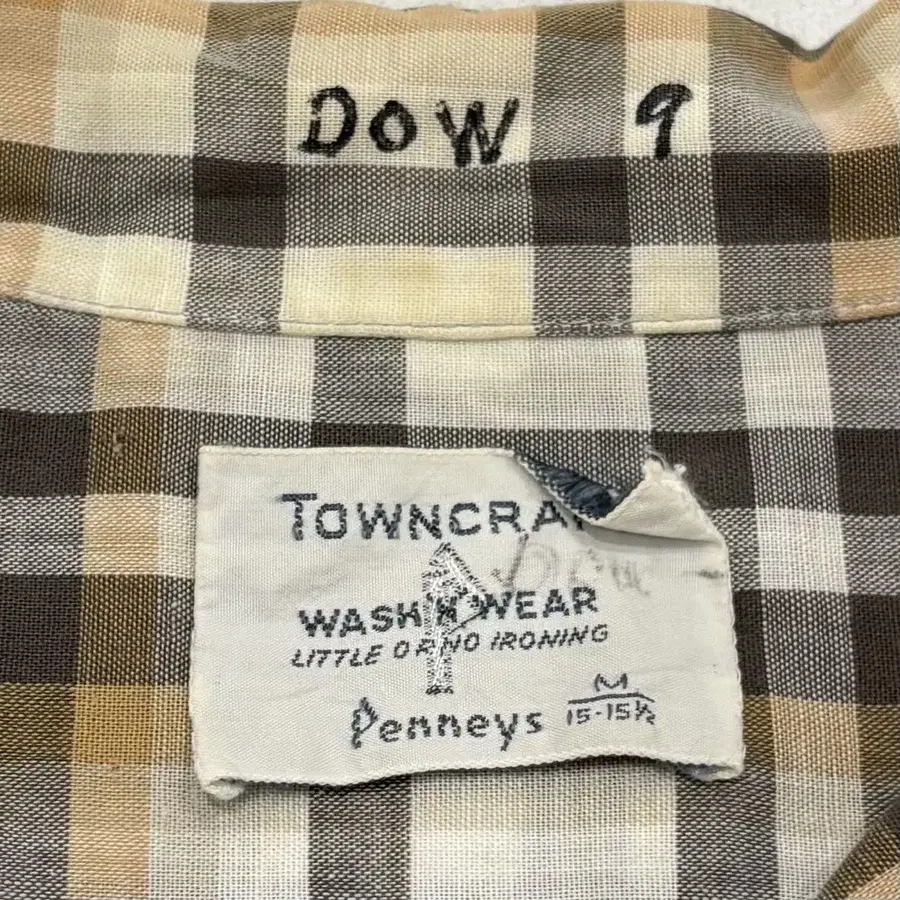 DOW 9
TOWNCRA
WASH'N'WEAR
LITTLE OR NO IRONING
Penneys M
15-15½